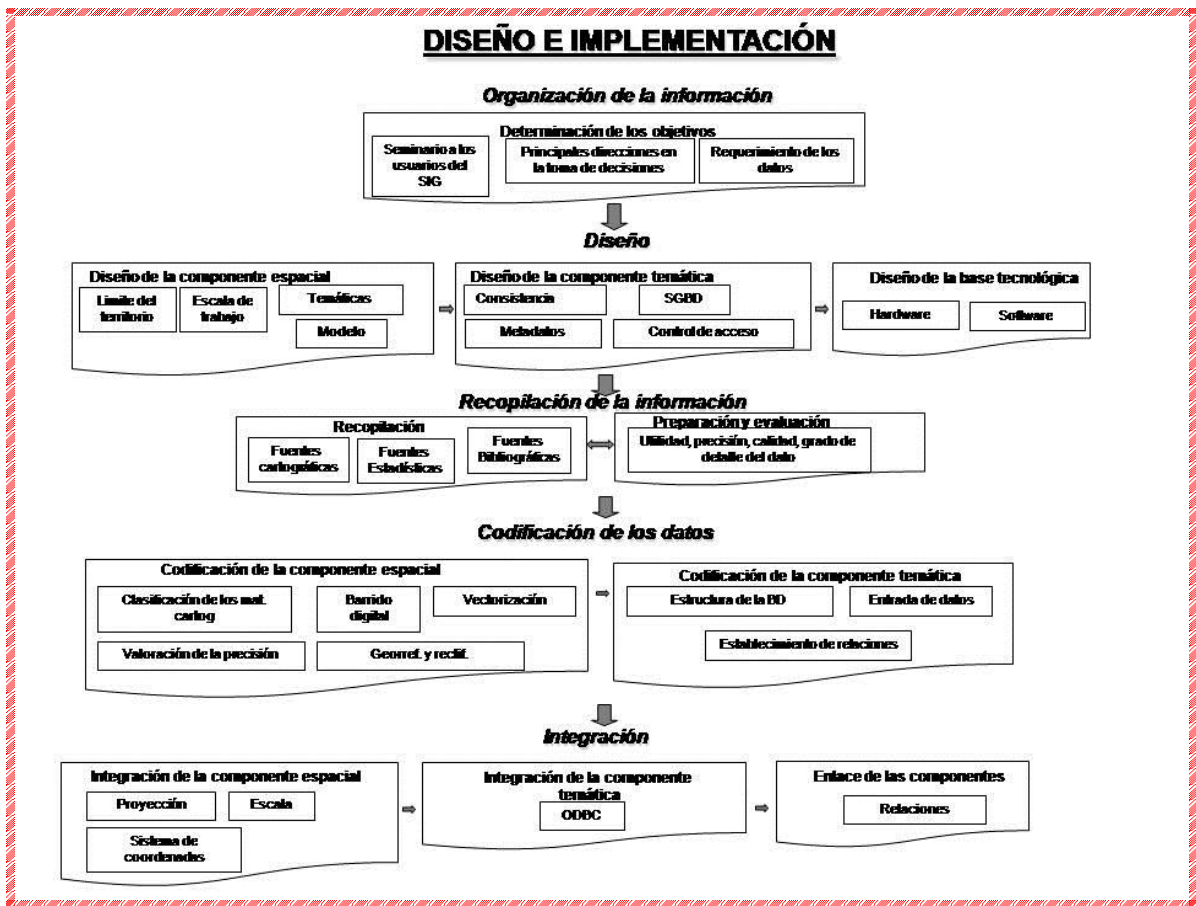 DISEÑO E IMPLEMENTACIÓN
Organización de la información
Determinación de los objetivos
Seminario a los
usuarios del
SIG
Principales direcciones en
la toma de decisiones
Requerimiento de los
datos
Diseño
Diseño de la componente espacial
Limite del
territorio
Escala de
trabajo
Temáticas
Modelo
Diseño de la componente temática
Consistencia
SGBD
Metadatos
Control de acceso
Diseño de la base tecnológica
Hardware
Software
Recopilación de la información
Recopilación
Fuentes
cartográficas
Fuentes
Estadísticas
Fuentes
Bibliográficas
Preparación y evaluación
Utilidad, precisión, calidad, grado de
detalle del dato
Codificación de los datos
Codificación de la componente espacial
Clasificación de los mat.
cartog
Barrido
digital
Vectorización
Valoración de la precisión
Georref. y rectif.
Codificación de la componente temática
Estructura de la BD
Entrada de datos
Establecimiento de relaciones
Integración
Integración de la componente espacial
Proyección
Escala
Sistema de
coordenadas
Integración de la componente
temática
ODBC
Enlace de las componentes
Relaciones